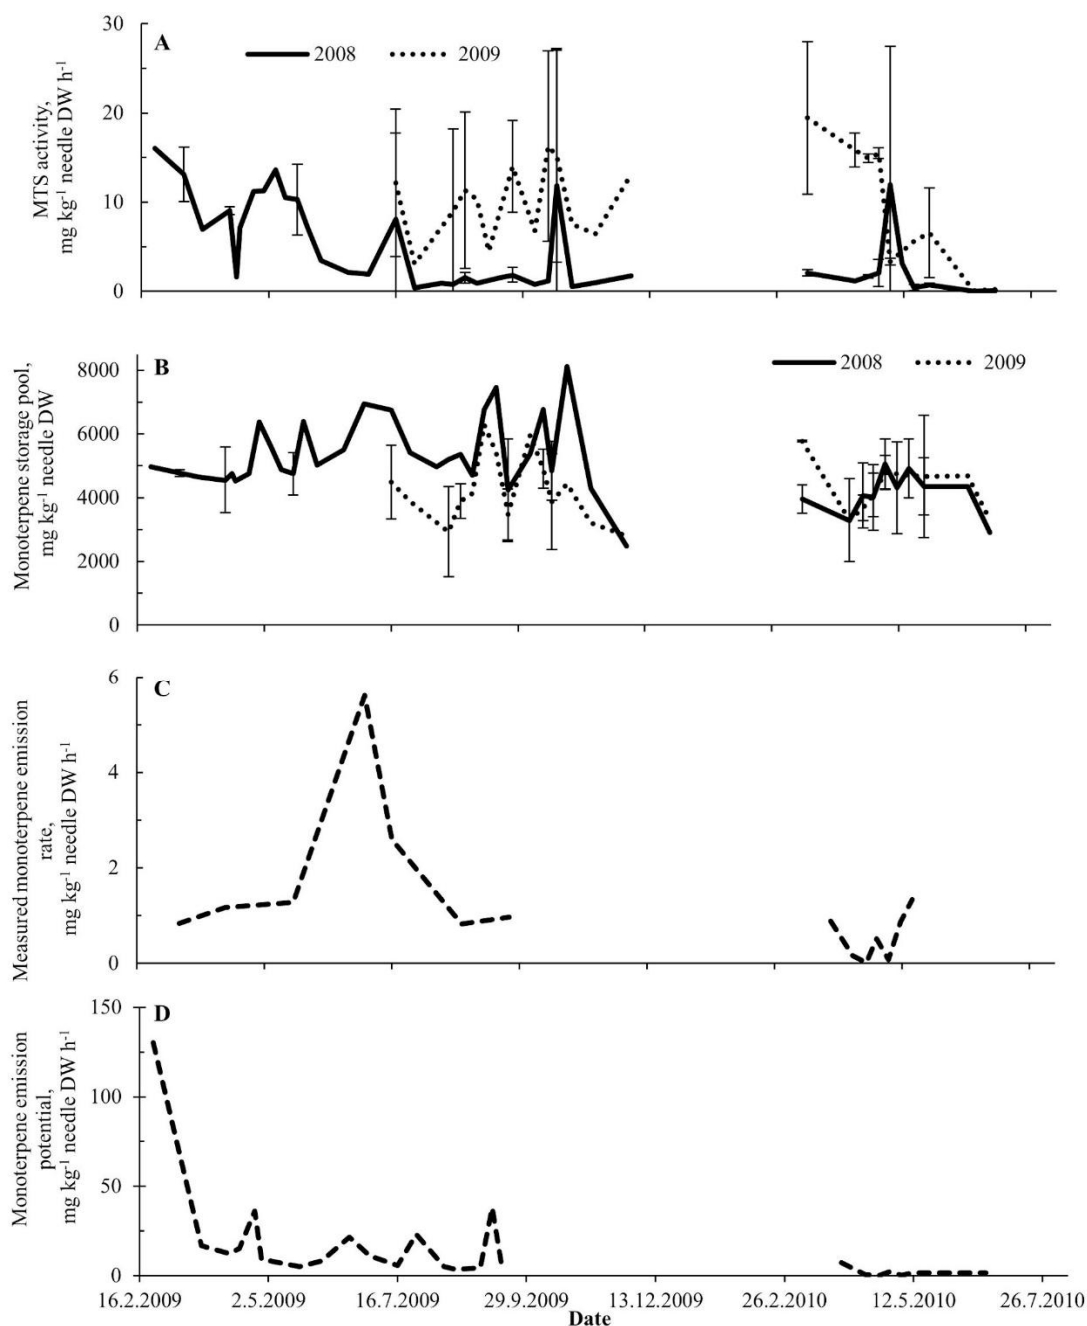 A
2008
2009
MTS activity,
mg kg⁻¹ needle DW h⁻¹
30
20
10
0
B
2008
2009
Monoterpene storage pool,
mg kg⁻¹ needle DW
8000
6000
4000
2000
0
C
Measured monoterpene emission
rate,
mg kg⁻¹ needle DW h⁻¹
6
4
2
0
D
Monoterpene emission
potential,
mg kg⁻¹ needle DW h⁻¹
150
100
50
0
16.2.2009 2.5.2009 16.7.2009 29.9.2009 13.12.2009 26.2.2010 12.5.2010 26.7.2010
Date